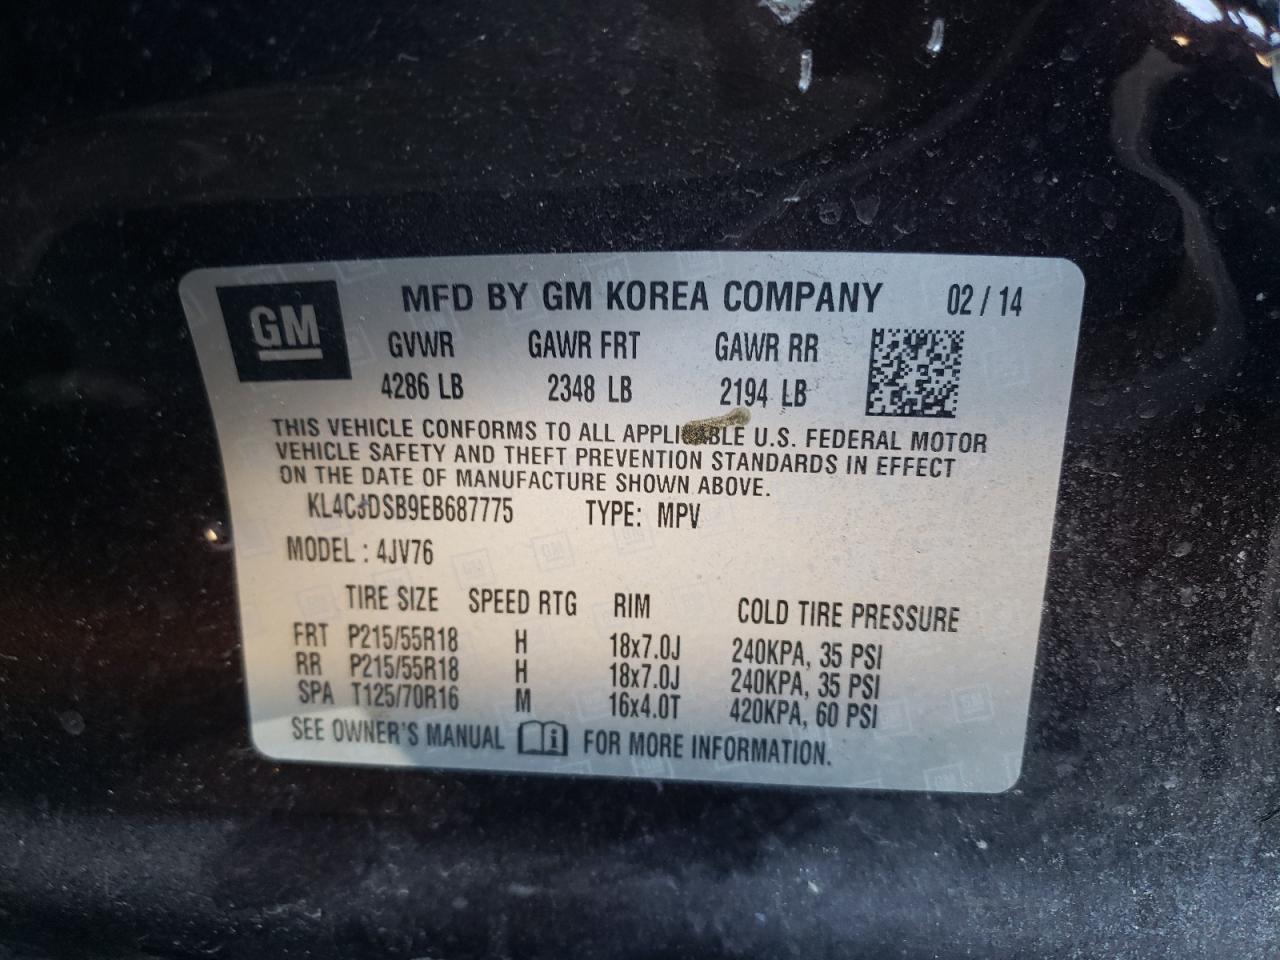 GM
MFD BY GM KOREA COMPANY 02 / 14
GVWR GAWR FRT GAWR RR
4286 LB 2348 LB 2194 LB
THIS VEHICLE CONFORMS TO ALL APPLICABLE U.S. FEDERAL MOTOR
VEHICLE SAFETY AND THEFT PREVENTION STANDARDS IN EFFECT
ON THE DATE OF MANUFACTURE SHOWN ABOVE.
KL4CJDSB9EB687775 TYPE: MPV
MODEL : 4JV76
TIRE SIZE SPEED RTG RIM COLD TIRE PRESSURE
FRT P215/55R18 H 18x7.0J 240KPA, 35 PSI
RR P215/55R18 H 18x7.0J 240KPA, 35 PSI
SPA T125/70R16 M 16x4.0T 420KPA, 60 PSI
SEE OWNER'S MANUAL i FOR MORE INFORMATION.